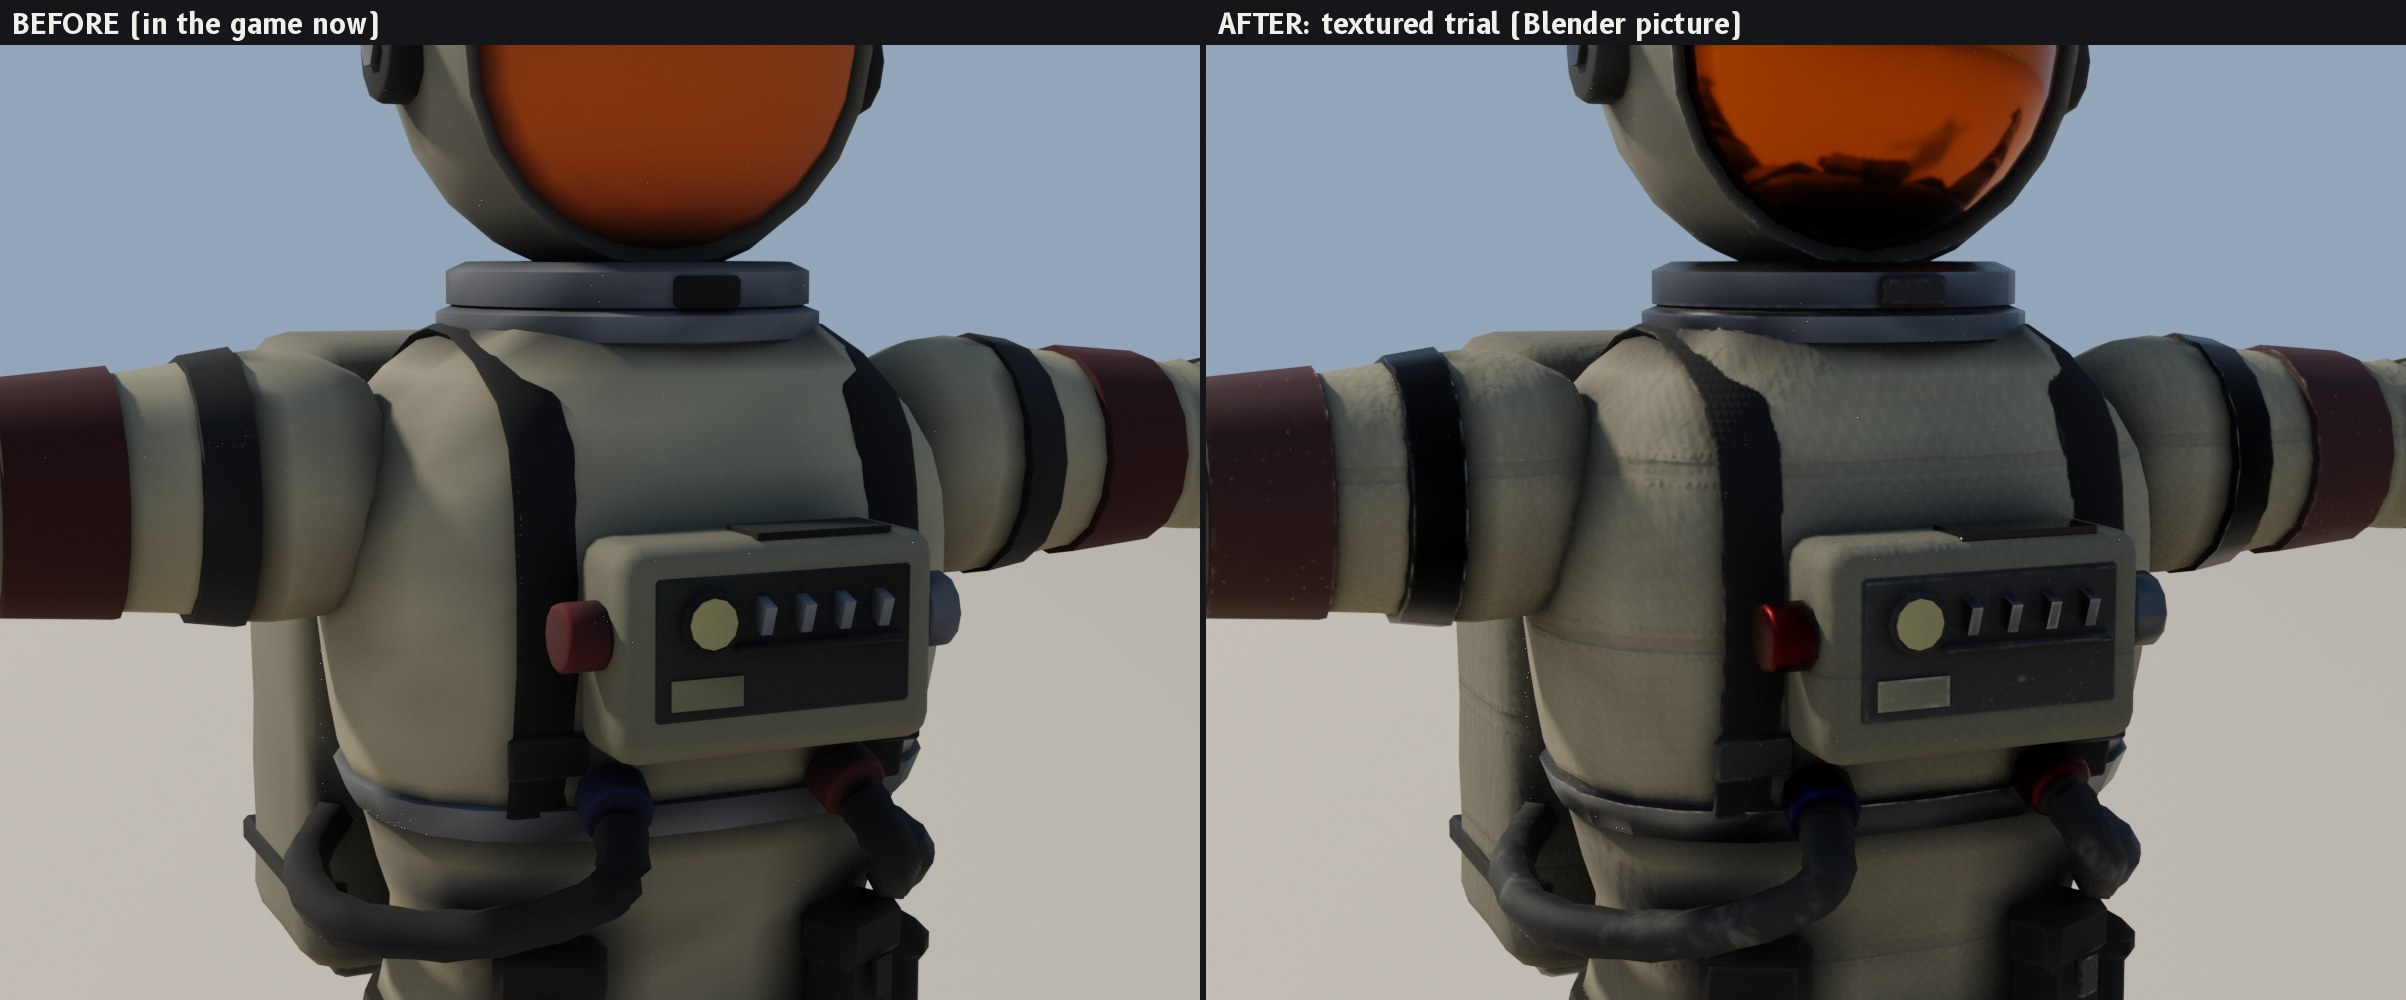 BEFORE (in the game now)
AFTER: textured trial (Blender picture)